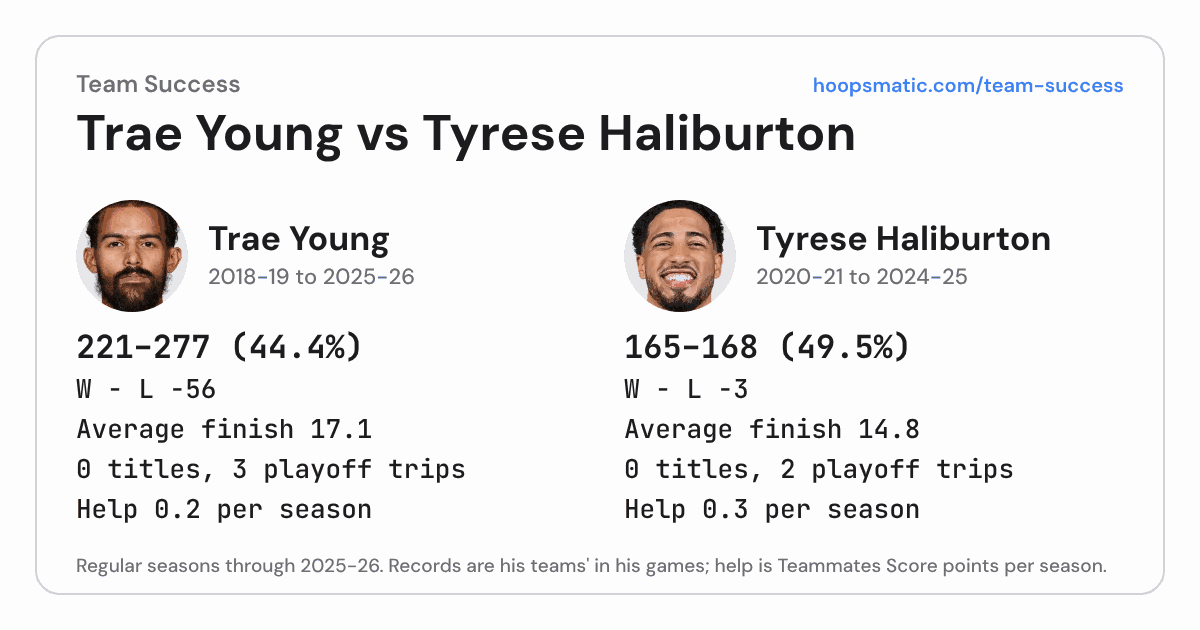 Team Success
hoopsmatic.com/team-success
Trae Young vs Tyrese Haliburton
Trae Young
2018-19 to 2025-26
221-277 (44.4%)
W - L -56
Average finish 17.1
0 titles, 3 playoff trips
Help 0.2 per season
Tyrese Haliburton
2020-21 to 2024-25
165-168 (49.5%)
W - L -3
Average finish 14.8
0 titles, 2 playoff trips
Help 0.3 per season
Regular seasons through 2025-26. Records are his teams' in his games; help is Teammates Score points per season.